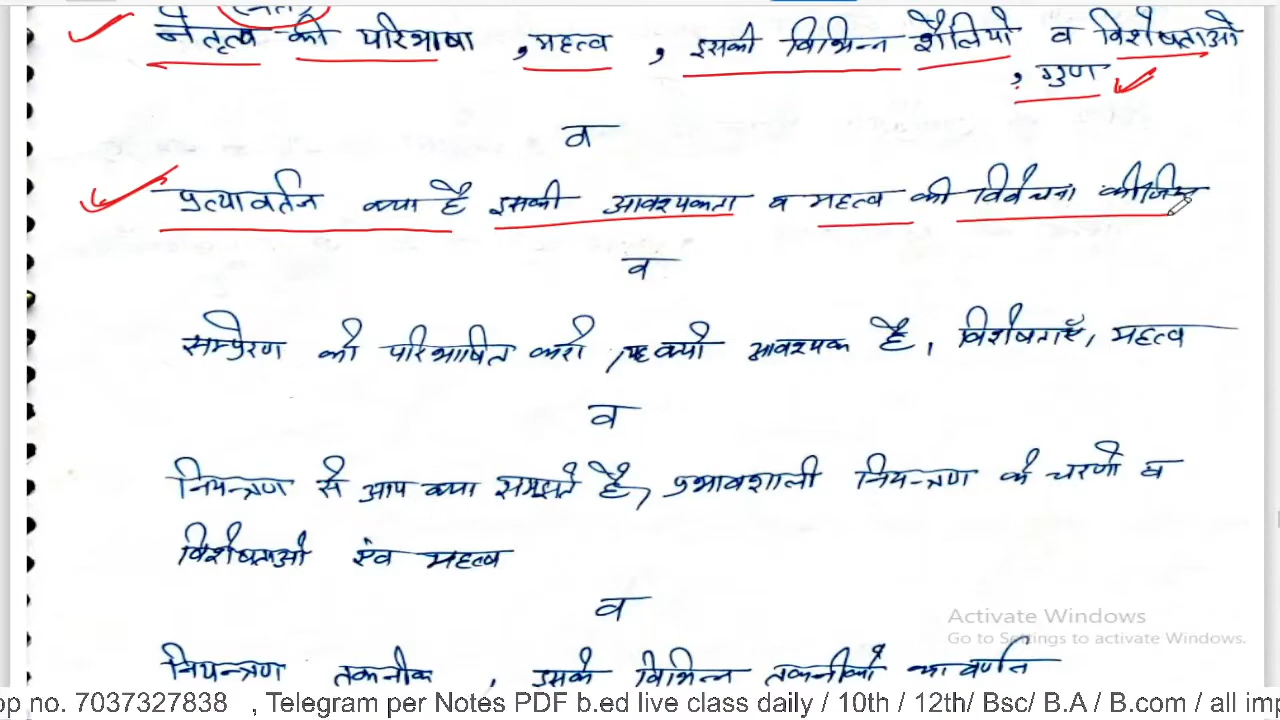 नेतृत्व की परिभाषा , महत्व , इसकी विभिन्न शैलियो व विशेषताओ
, गुण
व
प्रत्यावर्तन क्या है इसकी आवश्यकता व महत्व की विवेचना कीजिए
व
सम्प्रेरण को परिभाषित करो , यह क्यो आवश्यक है , विशेषताएँ , महत्व
व
नियन्त्रण से आप क्या समझते है , प्रभावशाली नियन्त्रण के चरणो व
विशेषताओ एंव महत्व
व
नियन्त्रण तकनीक , इसके विभिन्न तकनीको का वर्णन
Activate Windows
Go to Settings to activate Windows.
op no. 7037327838 , Telegram per Notes PDF b.ed live class daily / 10th / 12th/ Bsc/ B.A / B.com / all imp